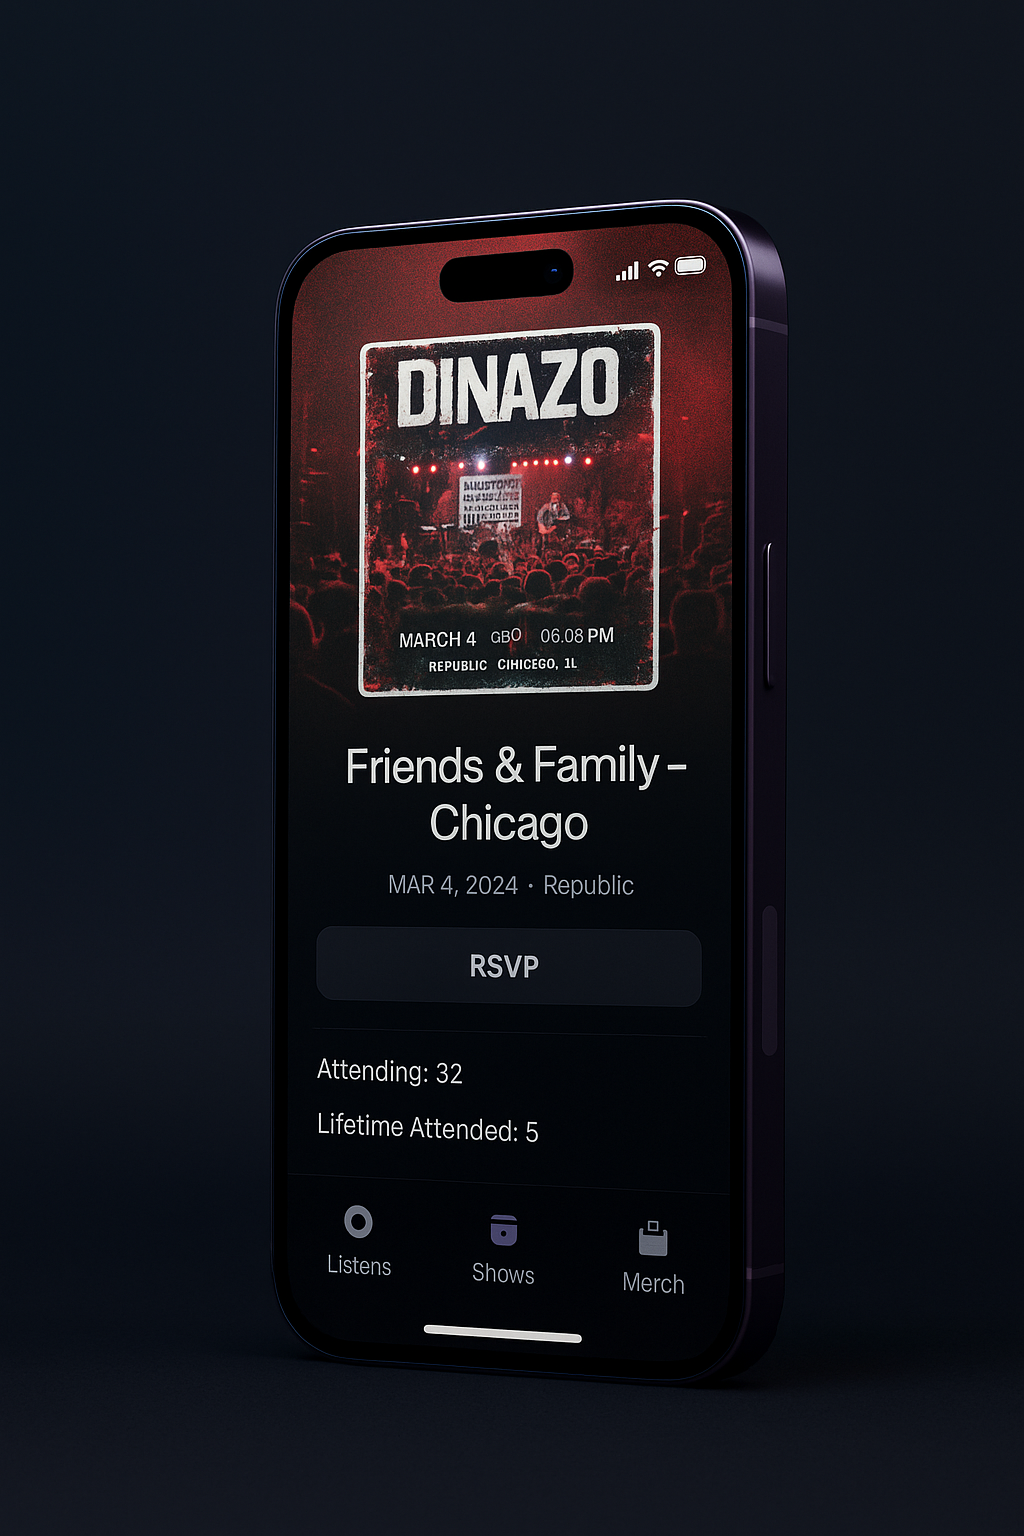 DINAZO
MARCH 4 GBO 06.08 PM
REPUBLIC CIHICEGO, 1L
Friends & Family –
Chicago
MAR 4, 2024 · Republic
RSVP
Attending: 32
Lifetime Attended: 5
Listens
Shows
Merch